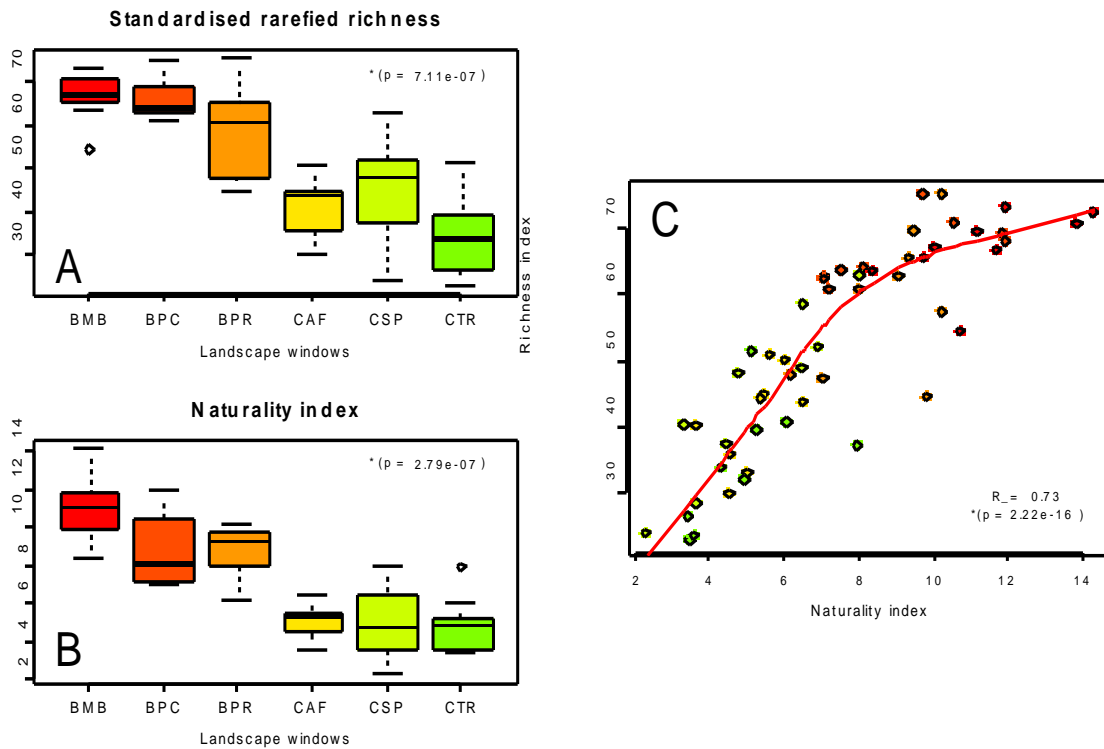 Standardised rarefied richness
70
60
50
40
30
*(p = 7.11e-07)
A
BMB BPC BPR CAF CSP CTR
Landscape windows
Naturality index
14
12
10
8
6
4
2
*(p = 2.79e-07)
B
BMB BPC BPR CAF CSP CTR
Landscape windows
Richness index
C
70
60
50
40
30
R_= 0.73
*(p = 2.22e-16)
2 4 6 8 10 12 14
Naturality index